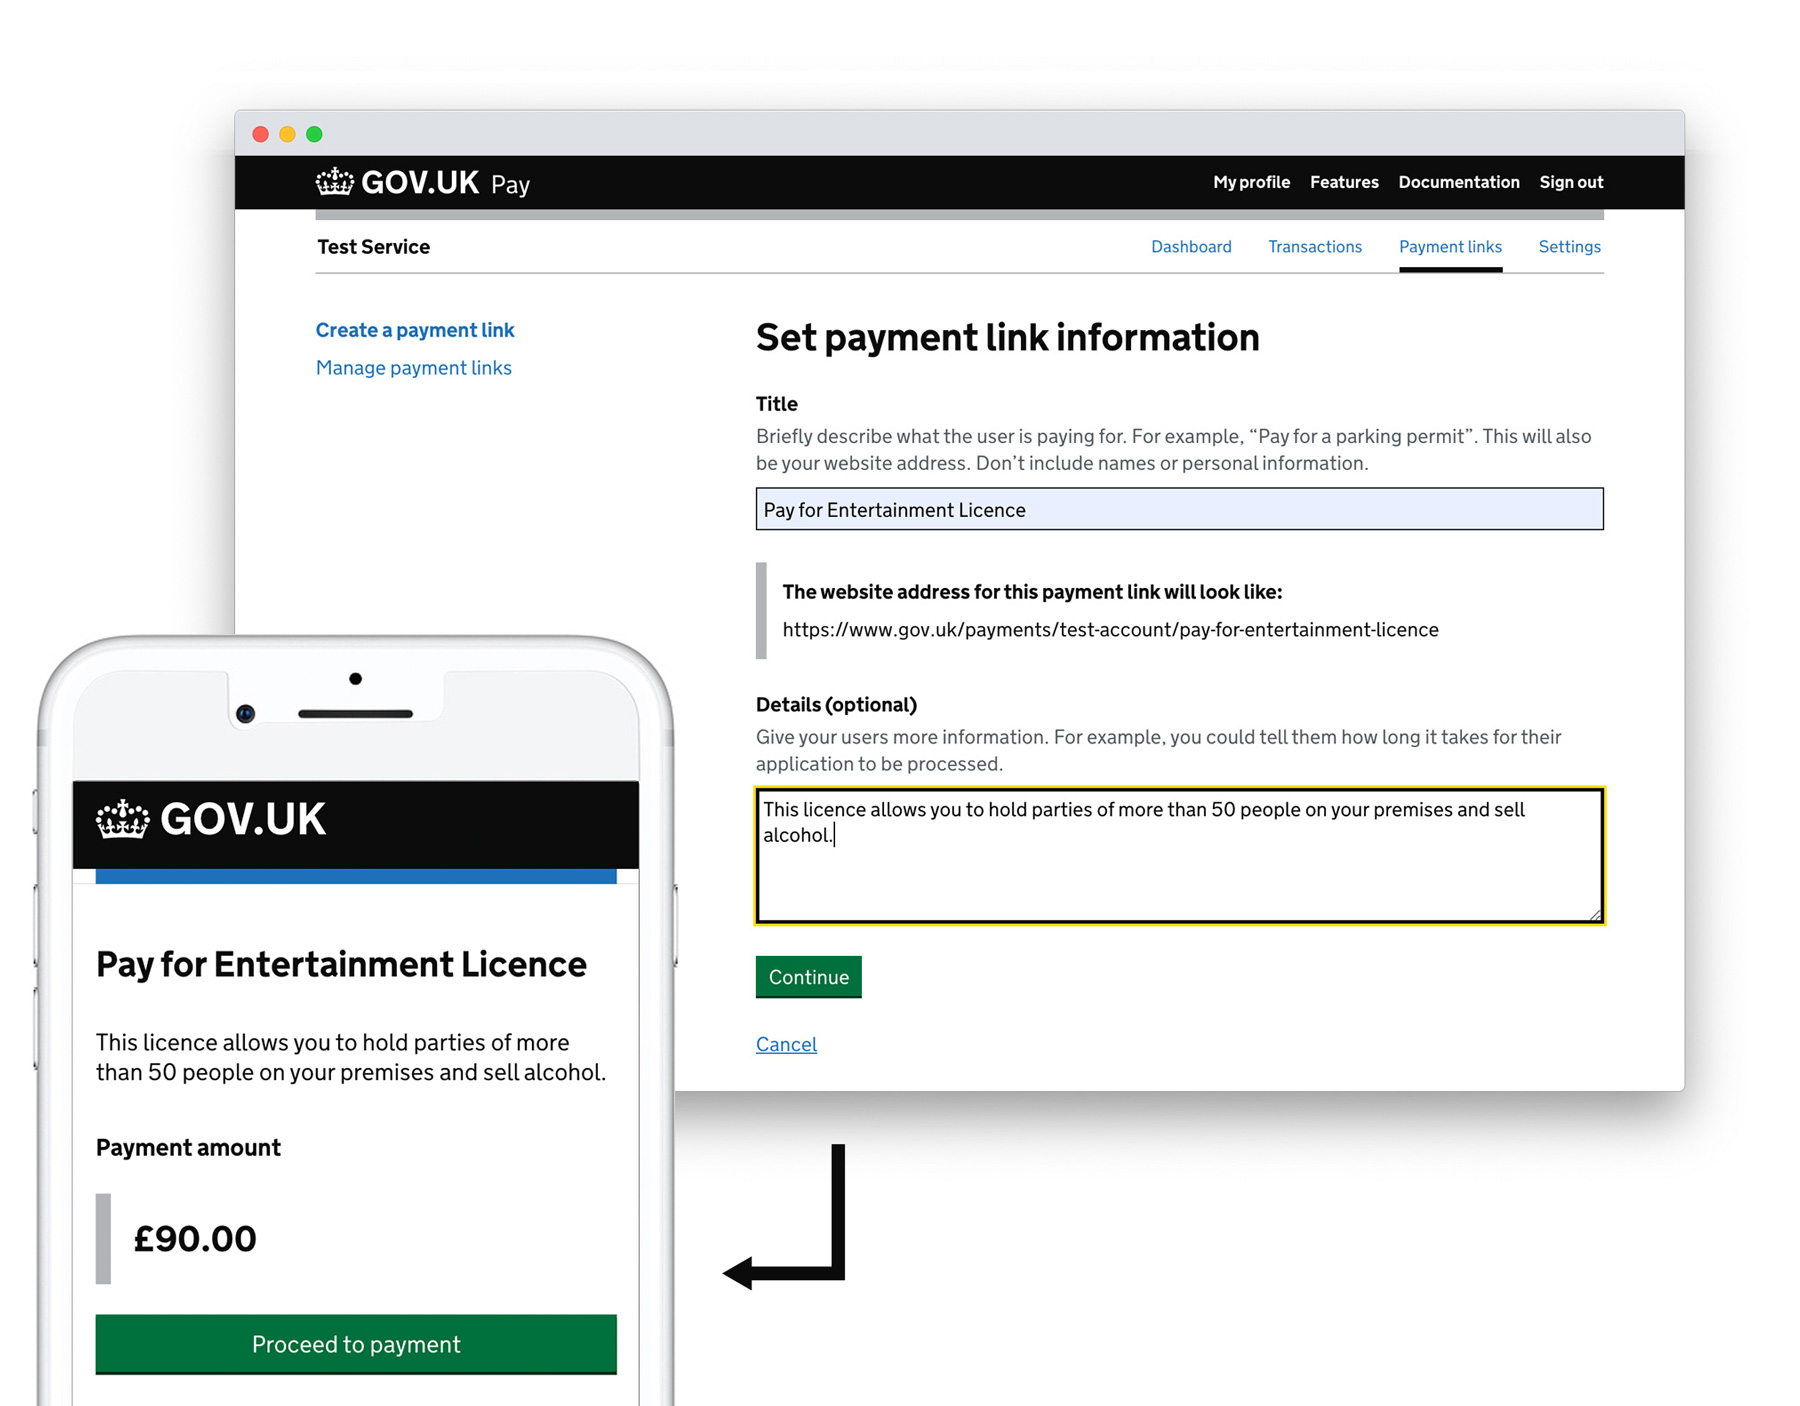 GOV.UK Pay
My profile Features Documentation Sign out
Test Service
Dashboard Transactions Payment links Settings
Create a payment link
Manage payment links
Set payment link information
Title
Briefly describe what the user is paying for. For example, “Pay for a parking permit”. This will also
be your website address. Don’t include names or personal information.
Pay for Entertainment Licence
The website address for this payment link will look like:
https://www.gov.uk/payments/test-account/pay-for-entertainment-licence
Details (optional)
Give your users more information. For example, you could tell them how long it takes for their
application to be processed.
This licence allows you to hold parties of more than 50 people on your premises and sell
alcohol.
Continue
Cancel
GOV.UK
Pay for Entertainment Licence
This licence allows you to hold parties of more
than 50 people on your premises and sell alcohol.
Payment amount
£90.00
Proceed to payment